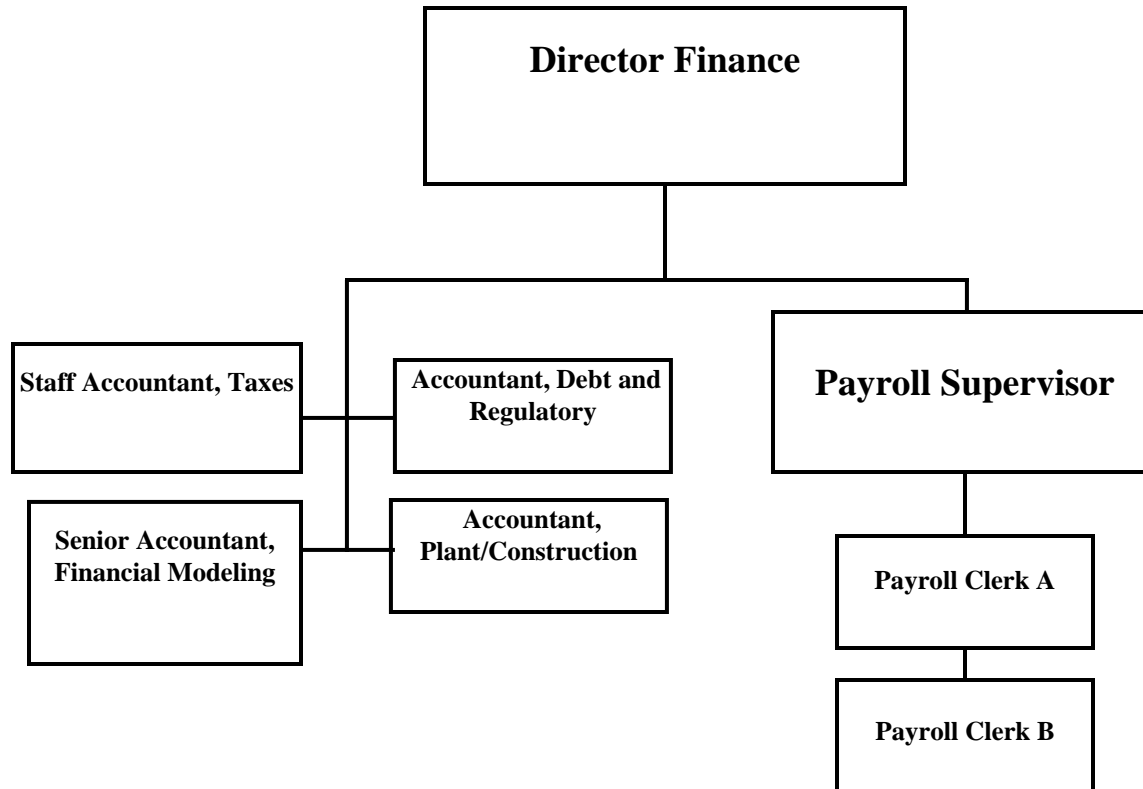 Director Finance
Staff Accountant, Taxes
Accountant, Debt and
Regulatory
Payroll Supervisor
Senior Accountant,
Financial Modeling
Accountant,
Plant/Construction
Payroll Clerk A
Payroll Clerk B